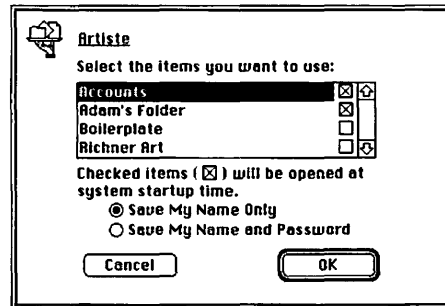 Artiste
Select the items you want to use:
Accounts
Adam's Folder
Boilerplate
Richner Art
Checked items ( ☒ ) will be opened at
system startup time.
Save My Name Only
Save My Name and Password
Cancel
OK